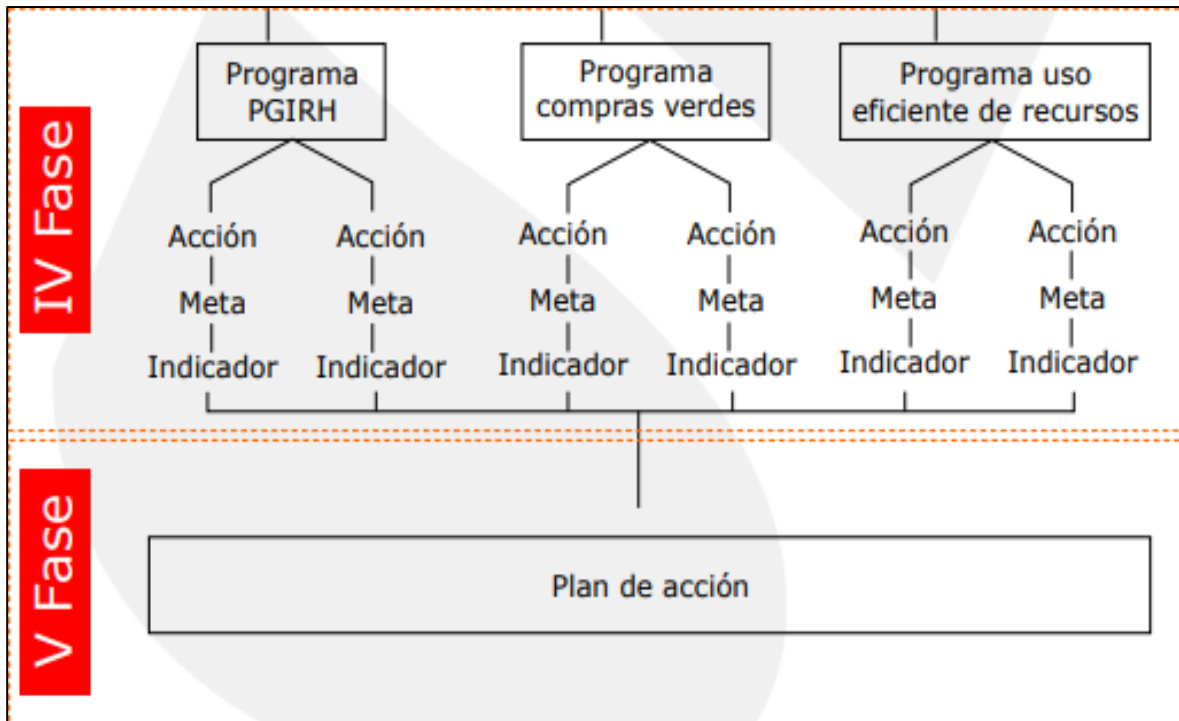 IV Fase
Programa
PGIRH
Programa
compras verdes
Programa uso
eficiente de recursos
Acción
Acción
Acción
Acción
Acción
Acción
Meta
Meta
Meta
Meta
Meta
Meta
Indicador
Indicador
Indicador
Indicador
Indicador
Indicador
V Fase
Plan de acción